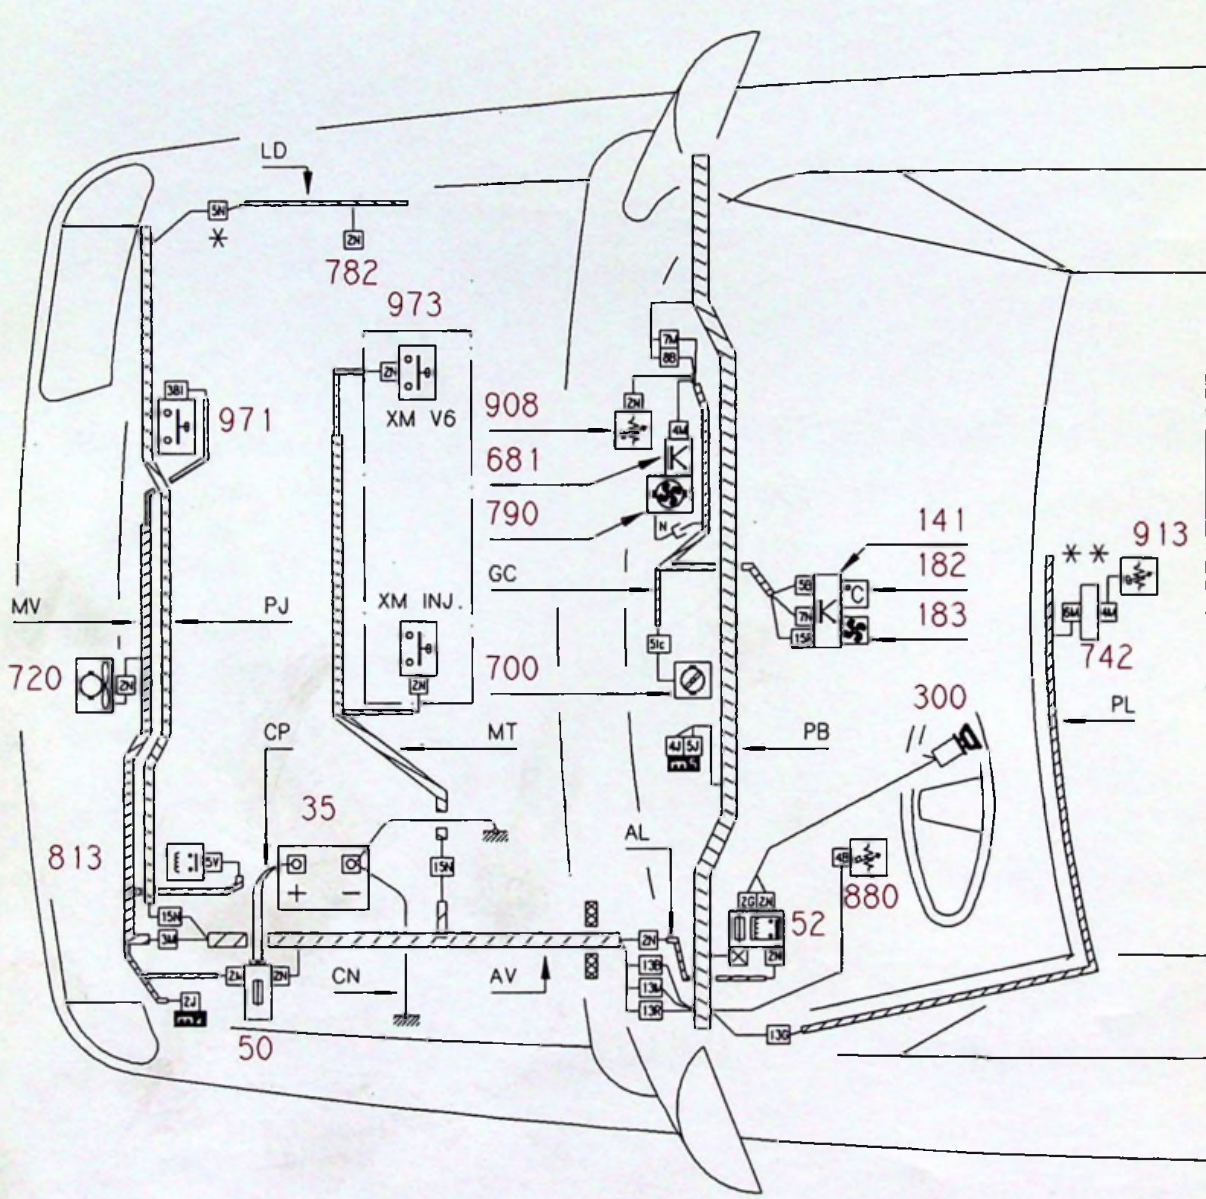 LD
5N
*
2N
782
973
7M
8B
2N
XM V6
3B1
971
908
2N
4M
681
790
N
141
182
183
5B
7N
15R
°C
* *
913
6M
4M
742
GC
MV
PJ
XM INJ.
2N
5Ic
700
720
2N
300
PL
CP
MT
PB
4J
5J
35
+
−
AL
813
5V
15N
4B
880
2G
2N
52
2N
15N
3M
2N
13B
13M
13R
2N
2N
CN
AV
2J
13G
50